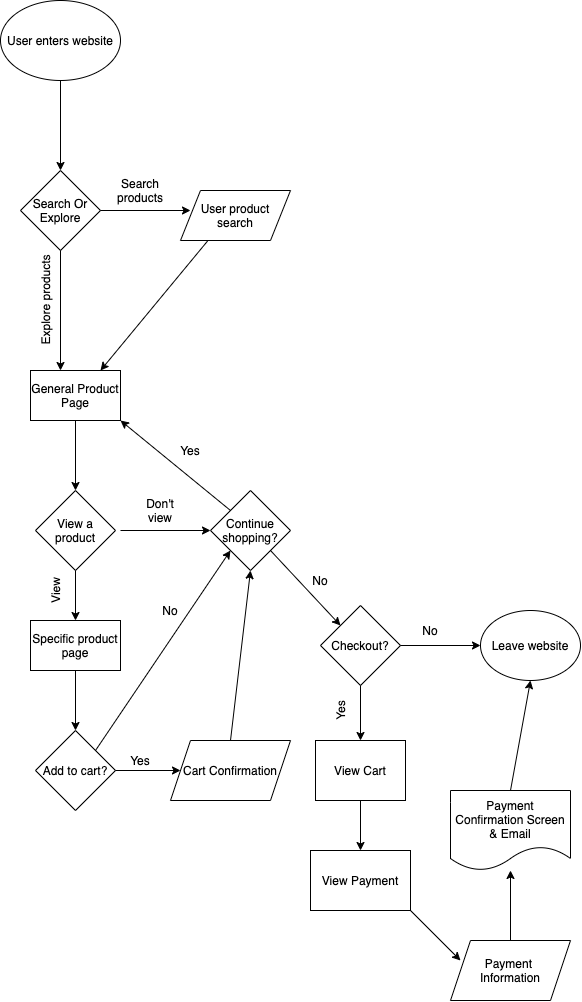 User enters website
Search
products
Search Or
Explore
User product
search
Explore products
General Product
Page
Yes
Don't
view
View a
product
Continue
shopping?
View
No
No
Specific product
page
Checkout?
No
Leave website
Yes
Add to cart?
Yes
Cart Confirmation
View Cart
Payment
Confirmation Screen
& Email
View Payment
Payment
Information